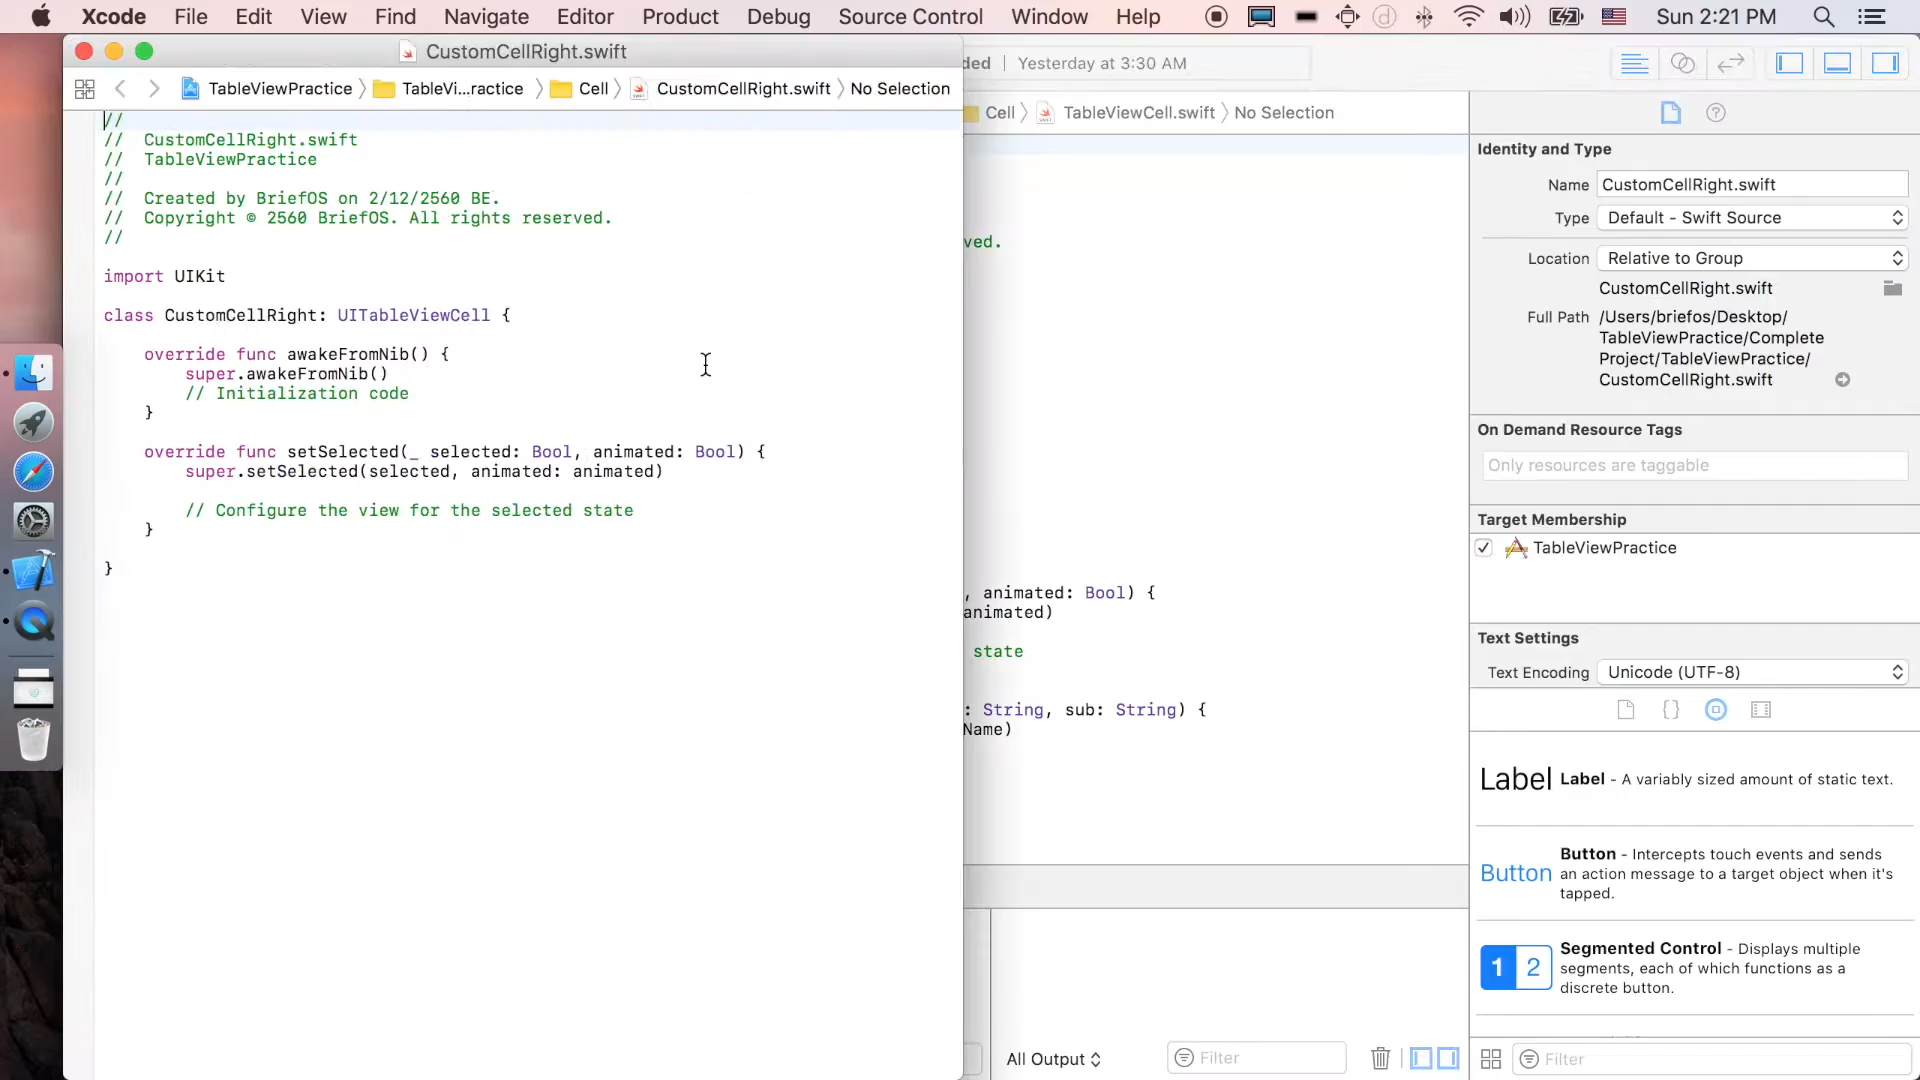 Xcode File Edit View Find Navigate Editor Product Debug Source Control Window Help Sun 2:21 PM
CustomCellRight.swift
ded | Yesterday at 3:30 AM
TableViewPractice TableVi...ractice Cell CustomCellRight.swift No Selection
Cell TableViewCell.swift No Selection
//
// CustomCellRight.swift
// TableViewPractice
//
// Created by BriefOS on 2/12/2560 BE.
// Copyright © 2560 BriefOS. All rights reserved.
//
import UIKit
class CustomCellRight: UITableViewCell {
override func awakeFromNib() {
super.awakeFromNib()
// Initialization code
}
override func setSelected(_ selected: Bool, animated: Bool) {
super.setSelected(selected, animated: animated)
// Configure the view for the selected state
}
}
ved.
, animated: Bool) {
animated)
state
: String, sub: String) {
Name)
All Output
Filter
Identity and Type
Name CustomCellRight.swift
Type Default - Swift Source
Location Relative to Group
CustomCellRight.swift
Full Path /Users/briefos/Desktop/
TableViewPractice/Complete
Project/TableViewPractice/
CustomCellRight.swift
On Demand Resource Tags
Only resources are taggable
Target Membership
TableViewPractice
Text Settings
Text Encoding Unicode (UTF-8)
{}
Label Label - A variably sized amount of static text.
Button Button - Intercepts touch events and sends
an action message to a target object when it's
tapped.
1 2 Segmented Control - Displays multiple
segments, each of which functions as a
discrete button.
Filter